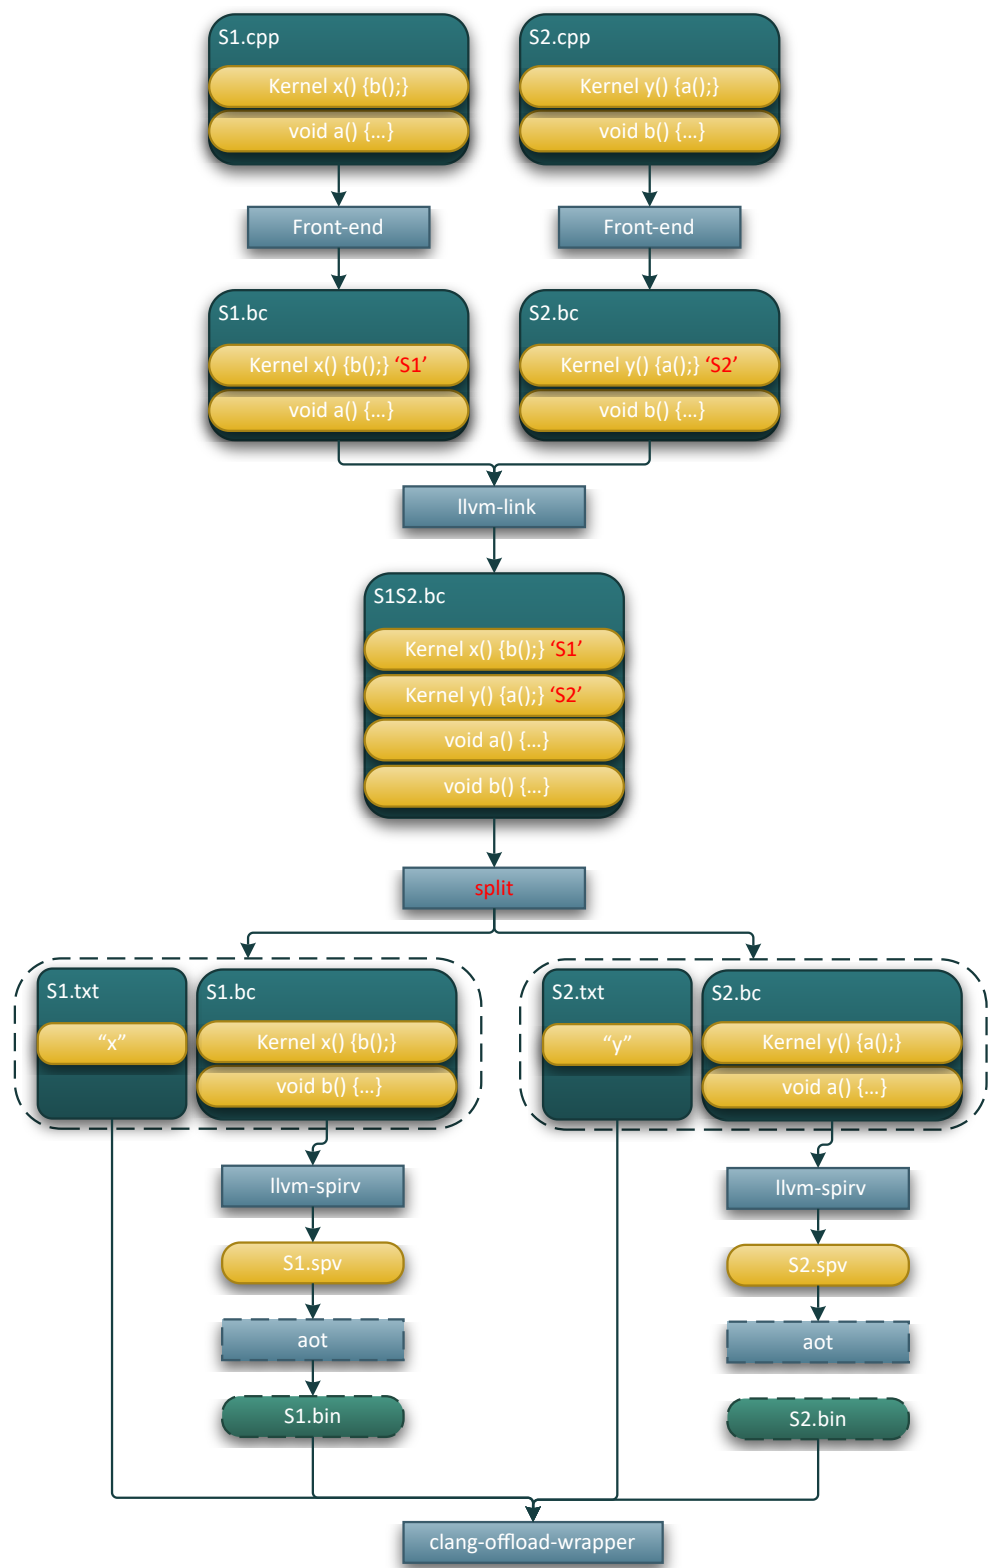 S1.cpp
Kernel x() {b();}
void a() {...}
S2.cpp
Kernel y() {a();}
void b() {...}
Front-end
Front-end
S1.bc
Kernel x() {b();} ‘S1’
void a() {...}
S2.bc
Kernel y() {a();} ‘S2’
void b() {...}
llvm-link
S1S2.bc
Kernel x() {b();} ‘S1’
Kernel y() {a();} ‘S2’
void a() {...}
void b() {...}
split
S1.txt
“x”
S1.bc
Kernel x() {b();}
void b() {...}
S2.txt
“y”
S2.bc
Kernel y() {a();}
void a() {...}
llvm-spirv
llvm-spirv
S1.spv
S2.spv
aot
aot
S1.bin
S2.bin
clang-offload-wrapper